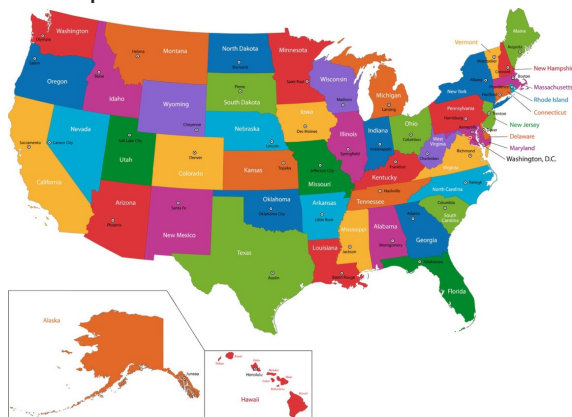 Washington
Olympia
Oregon
Salem
California
Sacramento
Nevada
Carson City
Idaho
Boise
Montana
Helena
Wyoming
Cheyenne
Utah
Salt Lake City
Colorado
Denver
Arizona
Phoenix
New Mexico
Santa Fe
North Dakota
Bismarck
South Dakota
Pierre
Nebraska
Lincoln
Kansas
Topeka
Oklahoma
Oklahoma City
Texas
Austin
Minnesota
Saint Paul
Iowa
Des Moines
Missouri
Jefferson City
Arkansas
Little Rock
Louisiana
Baton Rouge
Wisconsin
Madison
Illinois
Springfield
Michigan
Lansing
Indiana
Indianapolis
Ohio
Columbus
Kentucky
Frankfort
Tennessee
Nashville
Mississippi
Jackson
Alabama
Montgomery
Georgia
Atlanta
Florida
Tallahassee
South Carolina
Columbia
North Carolina
Raleigh
Virginia
Richmond
West Virginia
Charleston
Pennsylvania
Harrisburg
New York
Albany
Vermont
Montpelier
Maine
Augusta
New Hampshire
Concord
Massachusetts
Boston
Rhode Island
Providence
Connecticut
Hartford
New Jersey
Trenton
Delaware
Dover
Maryland
Annapolis
Washington, D.C.
Alaska
Juneau
Hawaii
Honolulu